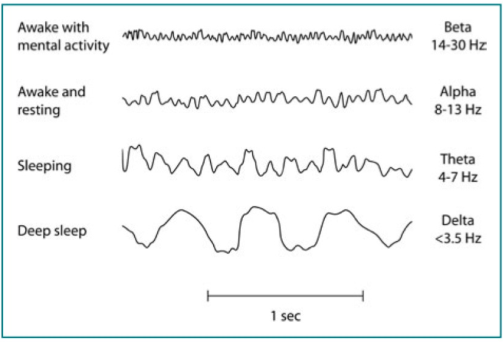 Awake with
mental activity
Beta
14-30 Hz
Awake and
resting
Alpha
8-13 Hz
Sleeping
Theta
4-7 Hz
Deep sleep
Delta
<3.5 Hz
1 sec